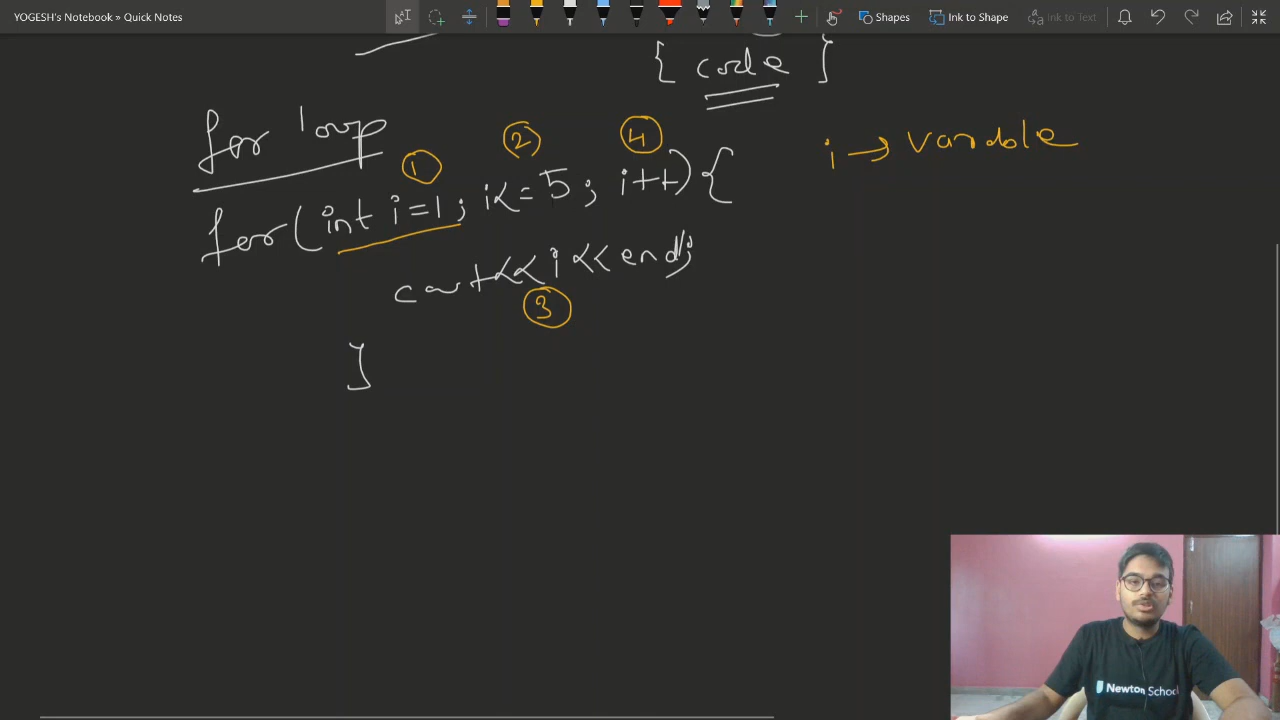 YOGESH's Notebook » Quick Notes
Shapes
Ink to Shape
Ink to Text
{ code }
for loop
1 2 4
i → variable
for(int i=1; i<=5; i++){
cout<<i<<endl;
3
}
Newton School